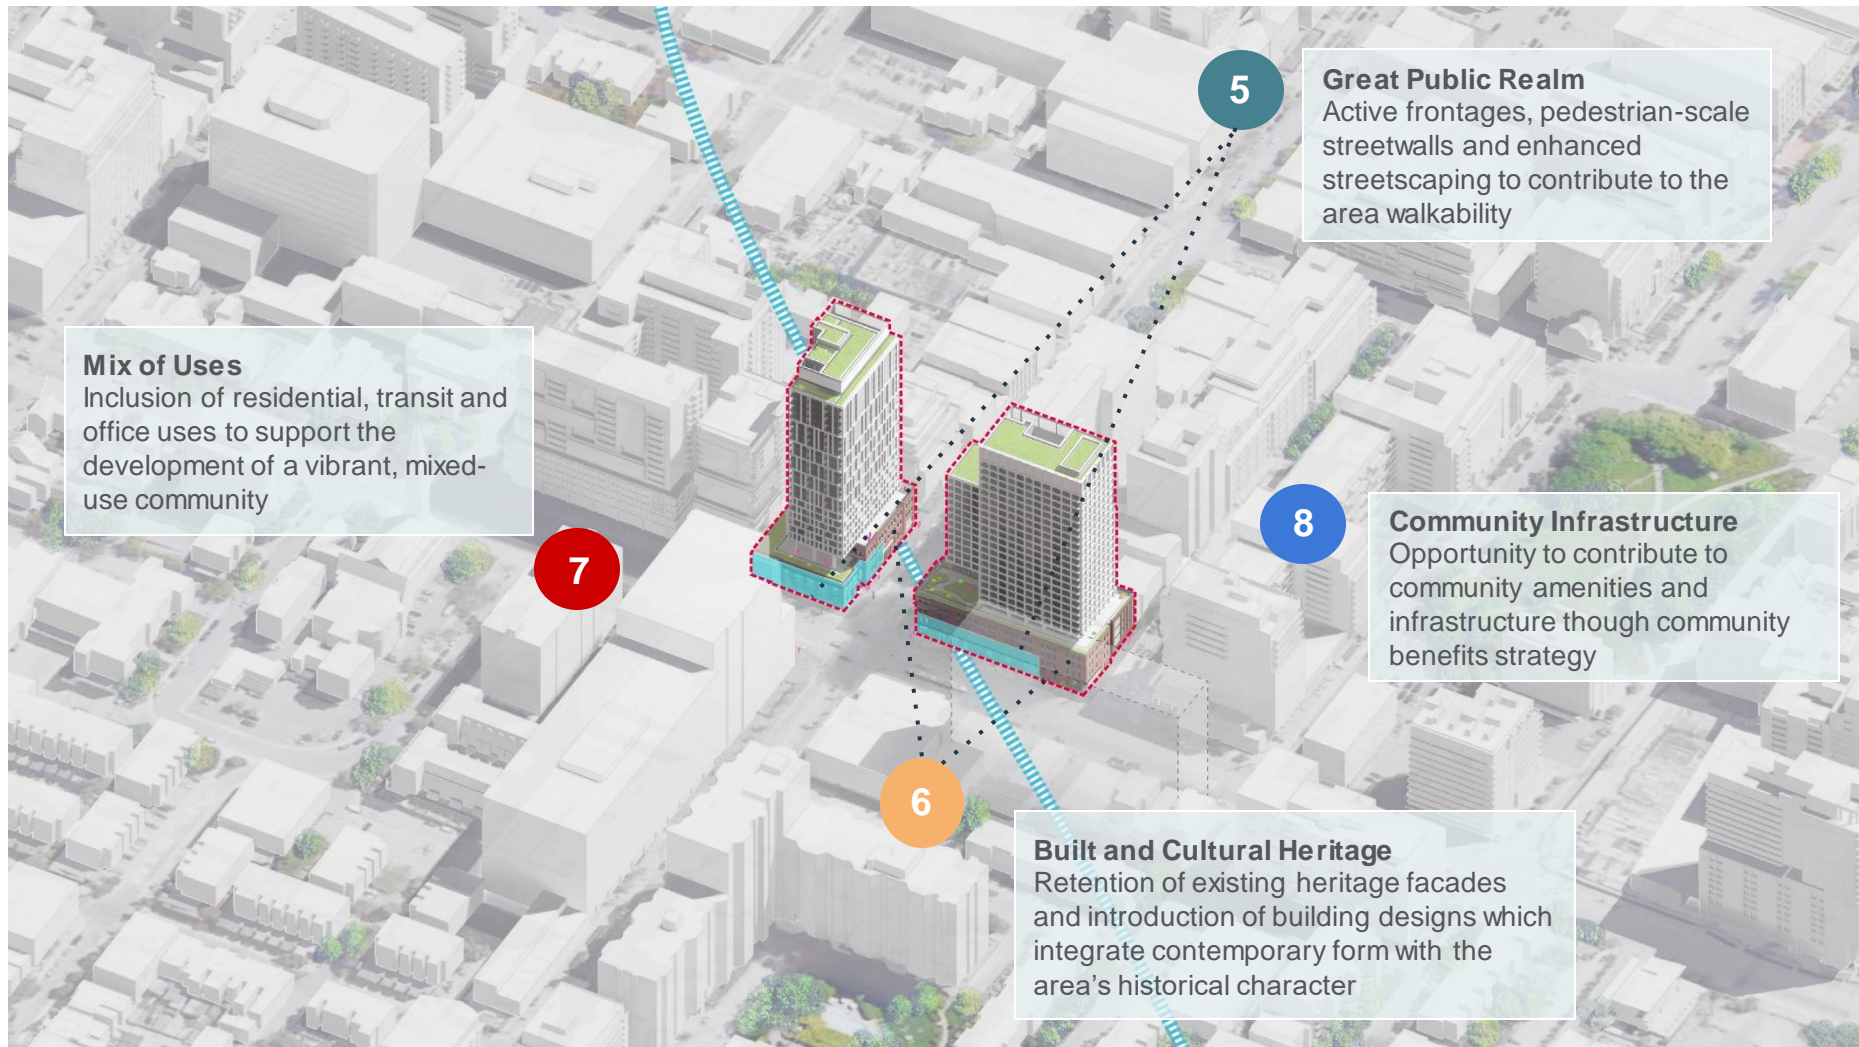 5
Great Public Realm
Active frontages, pedestrian-scale
streetwalls and enhanced
streetscaping to contribute to the
area walkability
Mix of Uses
Inclusion of residential, transit and
office uses to support the
development of a vibrant, mixed-
use community
7
8
Community Infrastructure
Opportunity to contribute to
community amenities and
infrastructure though community
benefits strategy
6
Built and Cultural Heritage
Retention of existing heritage facades
and introduction of building designs which
integrate contemporary form with the
area’s historical character